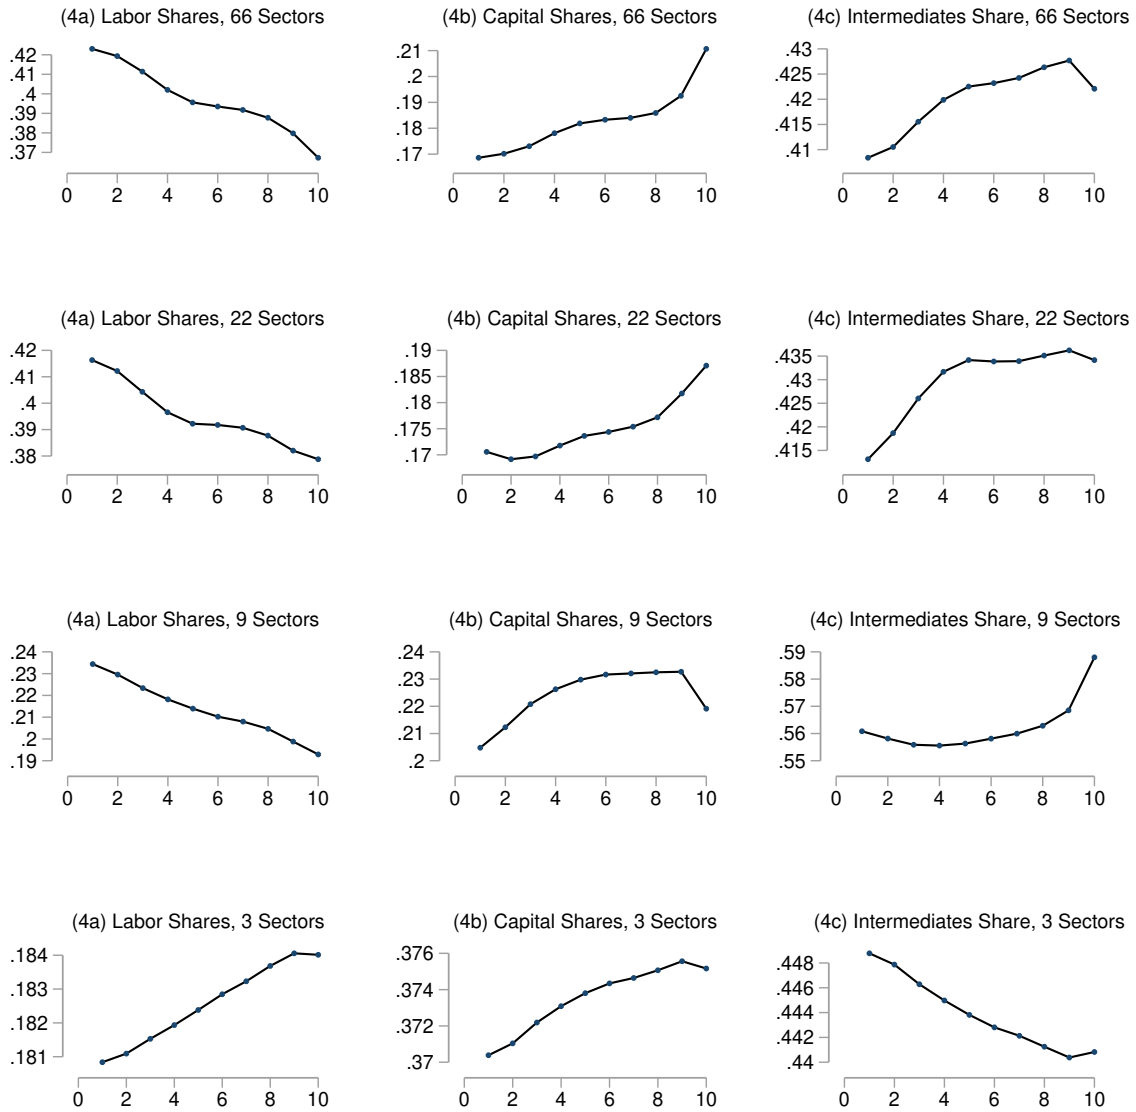 (4a) Labor Shares, 66 Sectors
.42
.41
.4
.39
.38
.37
0 2 4 6 8 10
(4b) Capital Shares, 66 Sectors
.21
.2
.19
.18
.17
0 2 4 6 8 10
(4c) Intermediates Share, 66 Sectors
.43
.425
.42
.415
.41
0 2 4 6 8 10
(4a) Labor Shares, 22 Sectors
.42
.41
.4
.39
.38
0 2 4 6 8 10
(4b) Capital Shares, 22 Sectors
.19
.185
.18
.175
.17
0 2 4 6 8 10
(4c) Intermediates Share, 22 Sectors
.435
.43
.425
.42
.415
0 2 4 6 8 10
(4a) Labor Shares, 9 Sectors
.24
.23
.22
.21
.2
.19
0 2 4 6 8 10
(4b) Capital Shares, 9 Sectors
.24
.23
.22
.21
.2
0 2 4 6 8 10
(4c) Intermediates Share, 9 Sectors
.59
.58
.57
.56
.55
0 2 4 6 8 10
(4a) Labor Shares, 3 Sectors
.184
.183
.182
.181
0 2 4 6 8 10
(4b) Capital Shares, 3 Sectors
.376
.374
.372
.37
0 2 4 6 8 10
(4c) Intermediates Share, 3 Sectors
.448
.446
.444
.442
.44
0 2 4 6 8 10